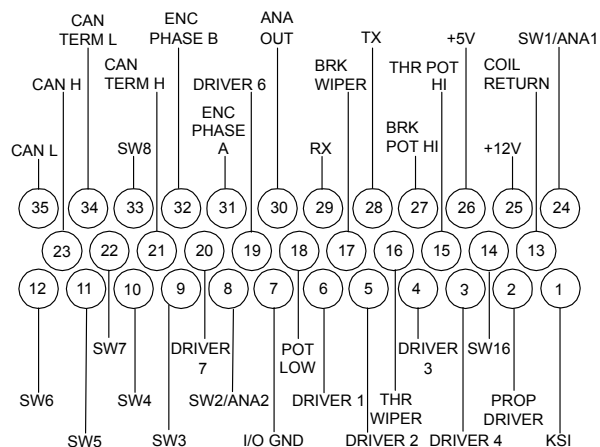 CAN
TERM L
ENC
PHASE B
ANA
OUT
TX
+5V
SW1/ANA1
CAN H
CAN
TERM H
DRIVER 6
BRK
WIPER
THR POT
HI
COIL
RETURN
CAN L
SW8
ENC
PHASE
A
RX
BRK
POT HI
+12V
35 34 33 32 31 30 29 28 27 26 25 24
23 22 21 20 19 18 17 16 15 14 13
12 11 10 9 8 7 6 5 4 3 2 1
SW7
DRIVER
7
POT
LOW
DRIVER
3
SW16
SW6
SW4
SW2/ANA2
DRIVER 1
THR
WIPER
PROP
DRIVER
SW5
SW3
I/O GND
DRIVER 2
DRIVER 4
KSI